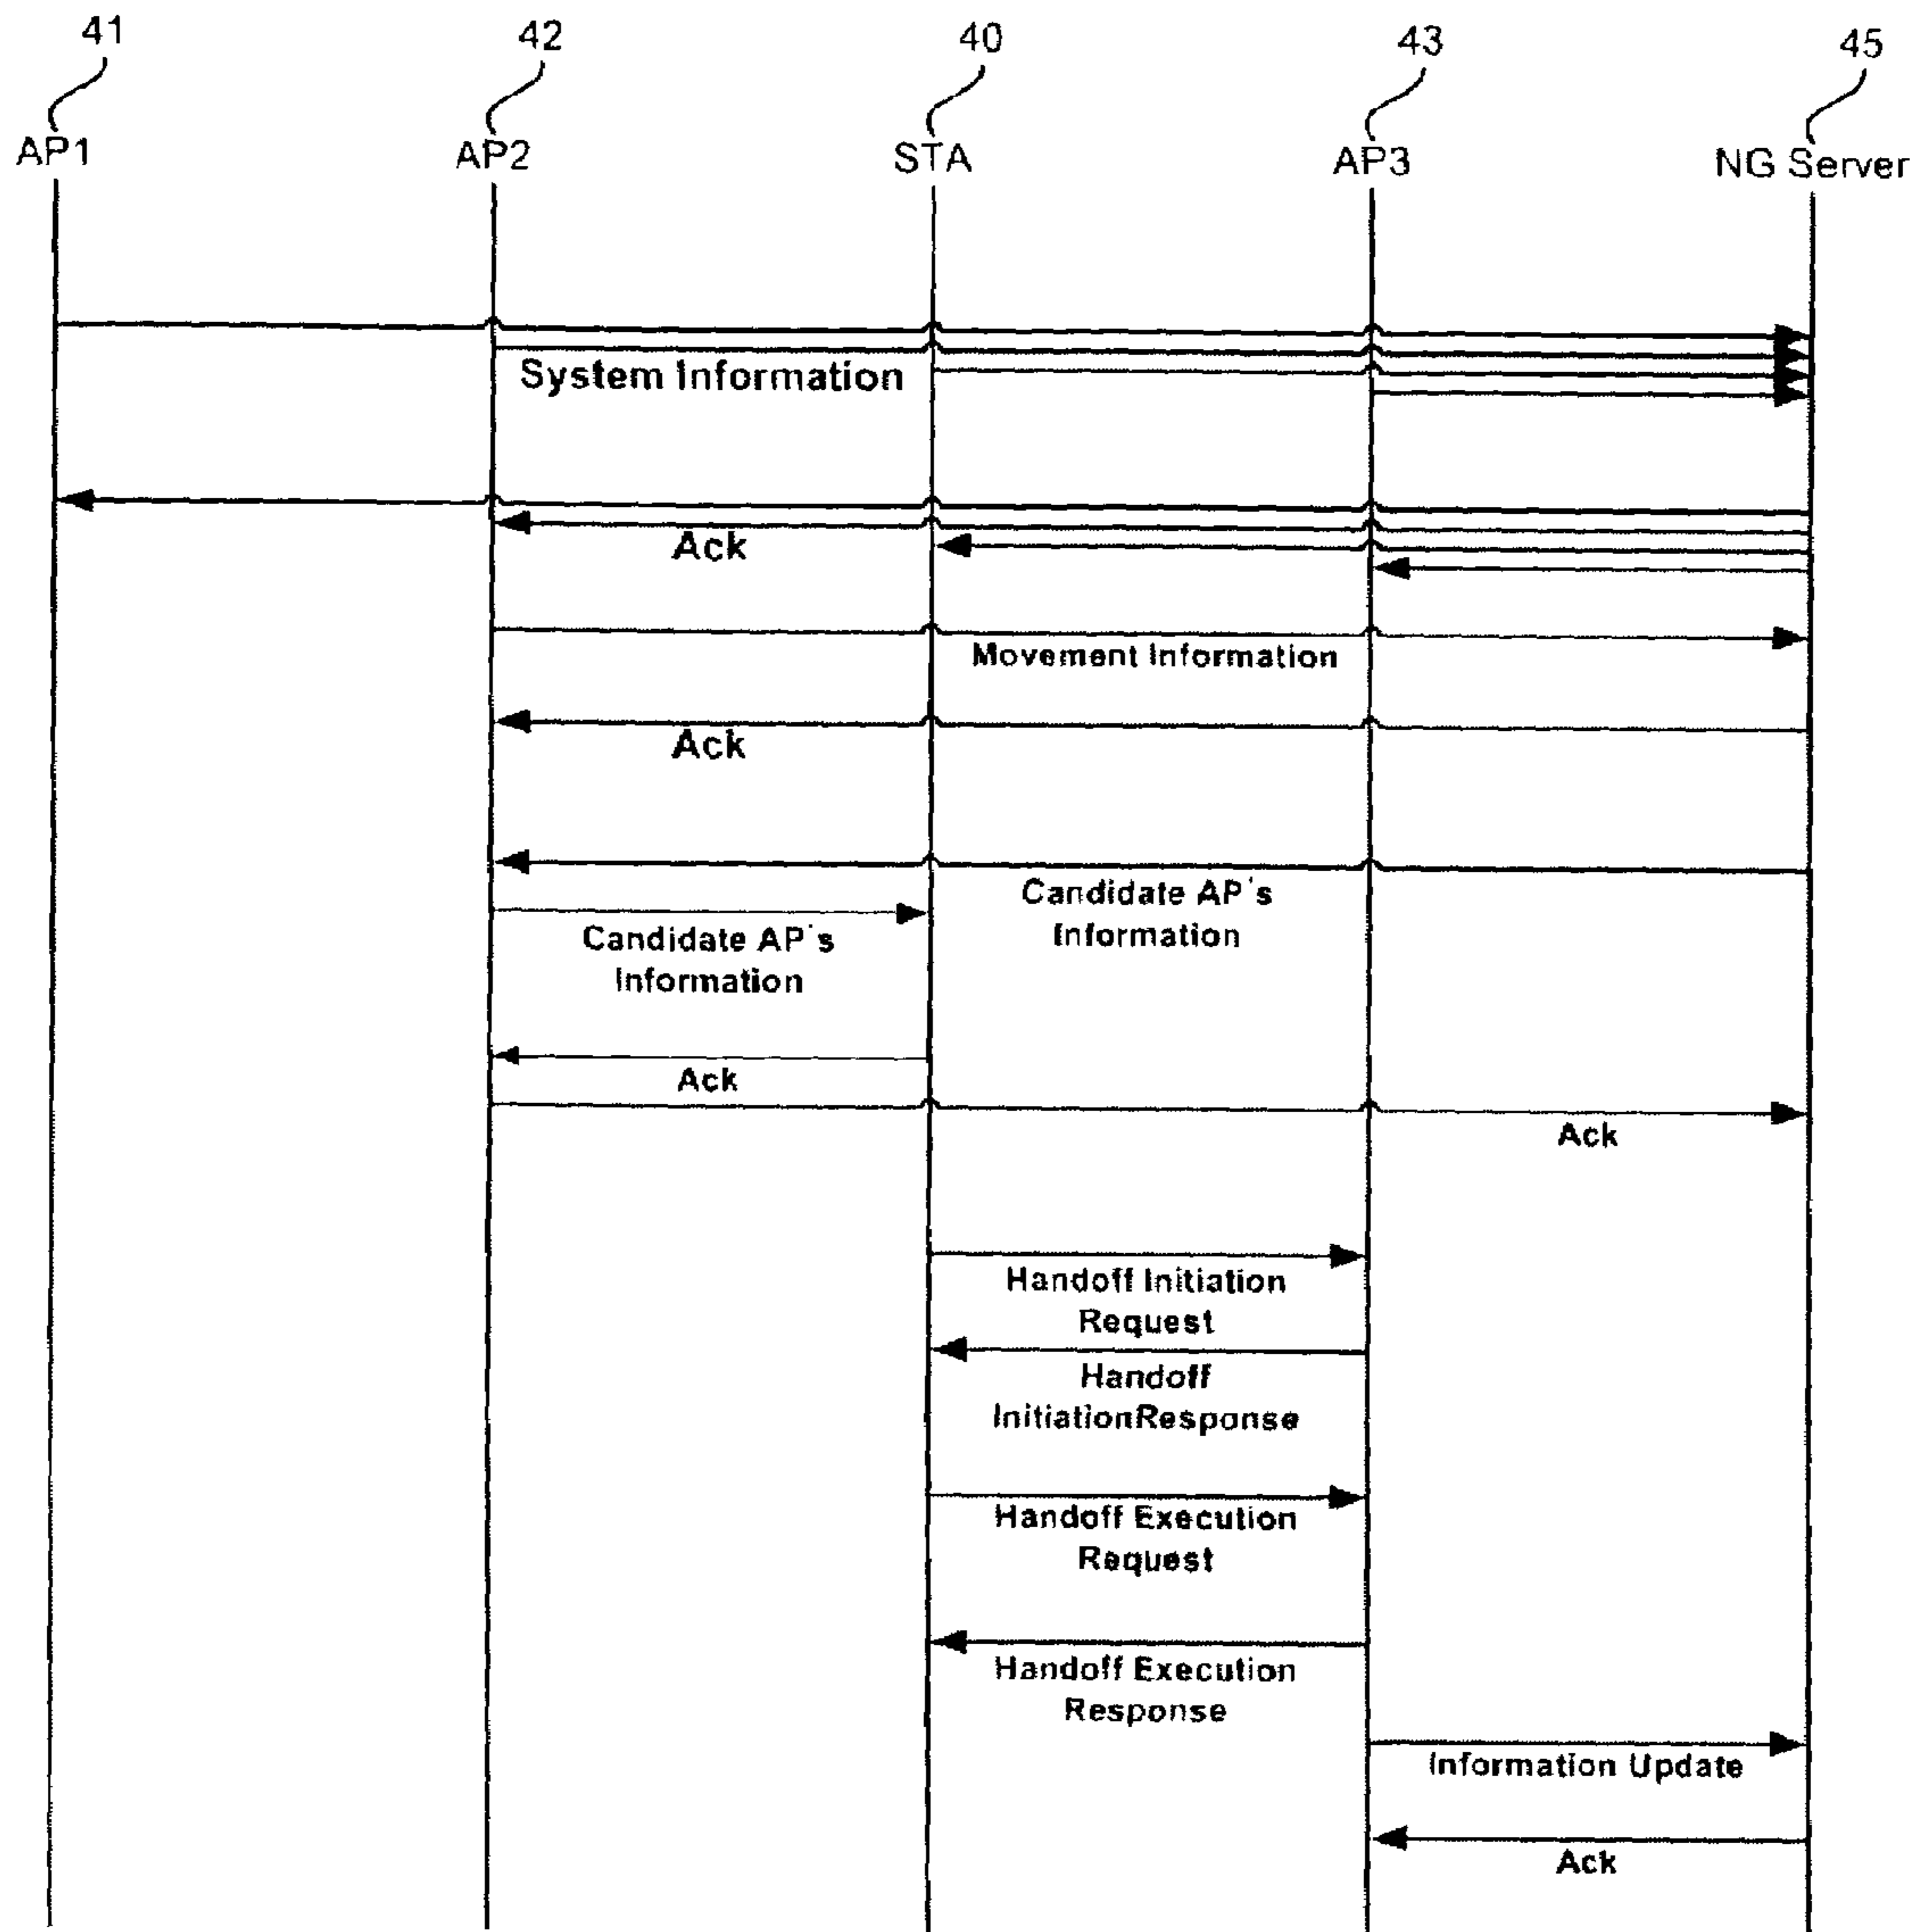 41 42 40 43 45
AP1 AP2 STA AP3 NG Server
System Information
Ack
Movement Information
Ack
Candidate AP's
Information
Candidate AP's
Information
Ack
Ack
Handoff Initiation
Request
Handoff
InitiationResponse
Handoff Execution
Request
Handoff Execution
Response
Information Update
Ack